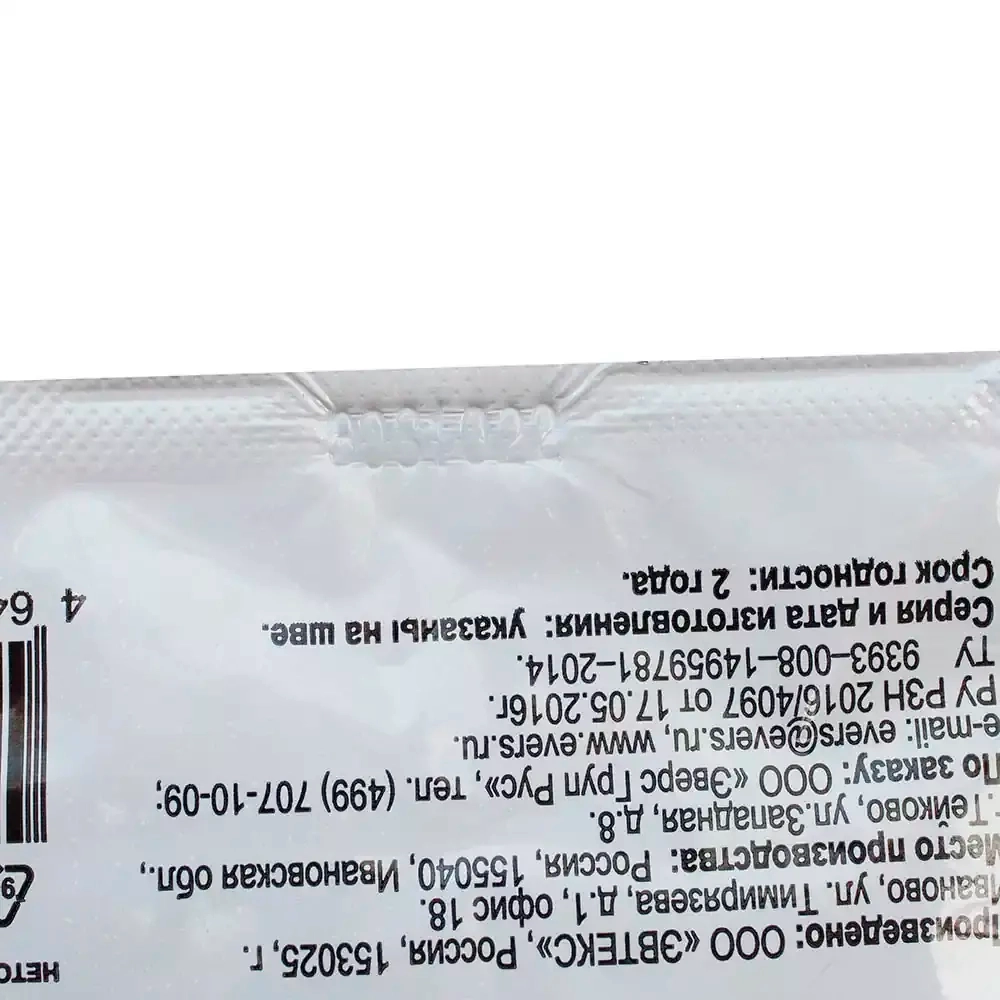 Произведено: ООО «ЭВТЕКС», Россия, 153025, г.
Иваново, ул. Тимирязева, д.1, офис 18.
Место производства: Россия, 155040, Ивановская обл.,
г.Тейково, ул.Западная, д.8.
По заказу: ООО «Эверс Груп Рус», тел. (499) 707-10-09;
e-mail: evers@evers.ru, www.evers.ru.
РУ РЗН 2016/4097 от 17.05.2016г.
ТУ 9393–008–14959781–2014.
Серия и дата изготовления: указаны на шве.
Срок годности: 2 года.
4 64